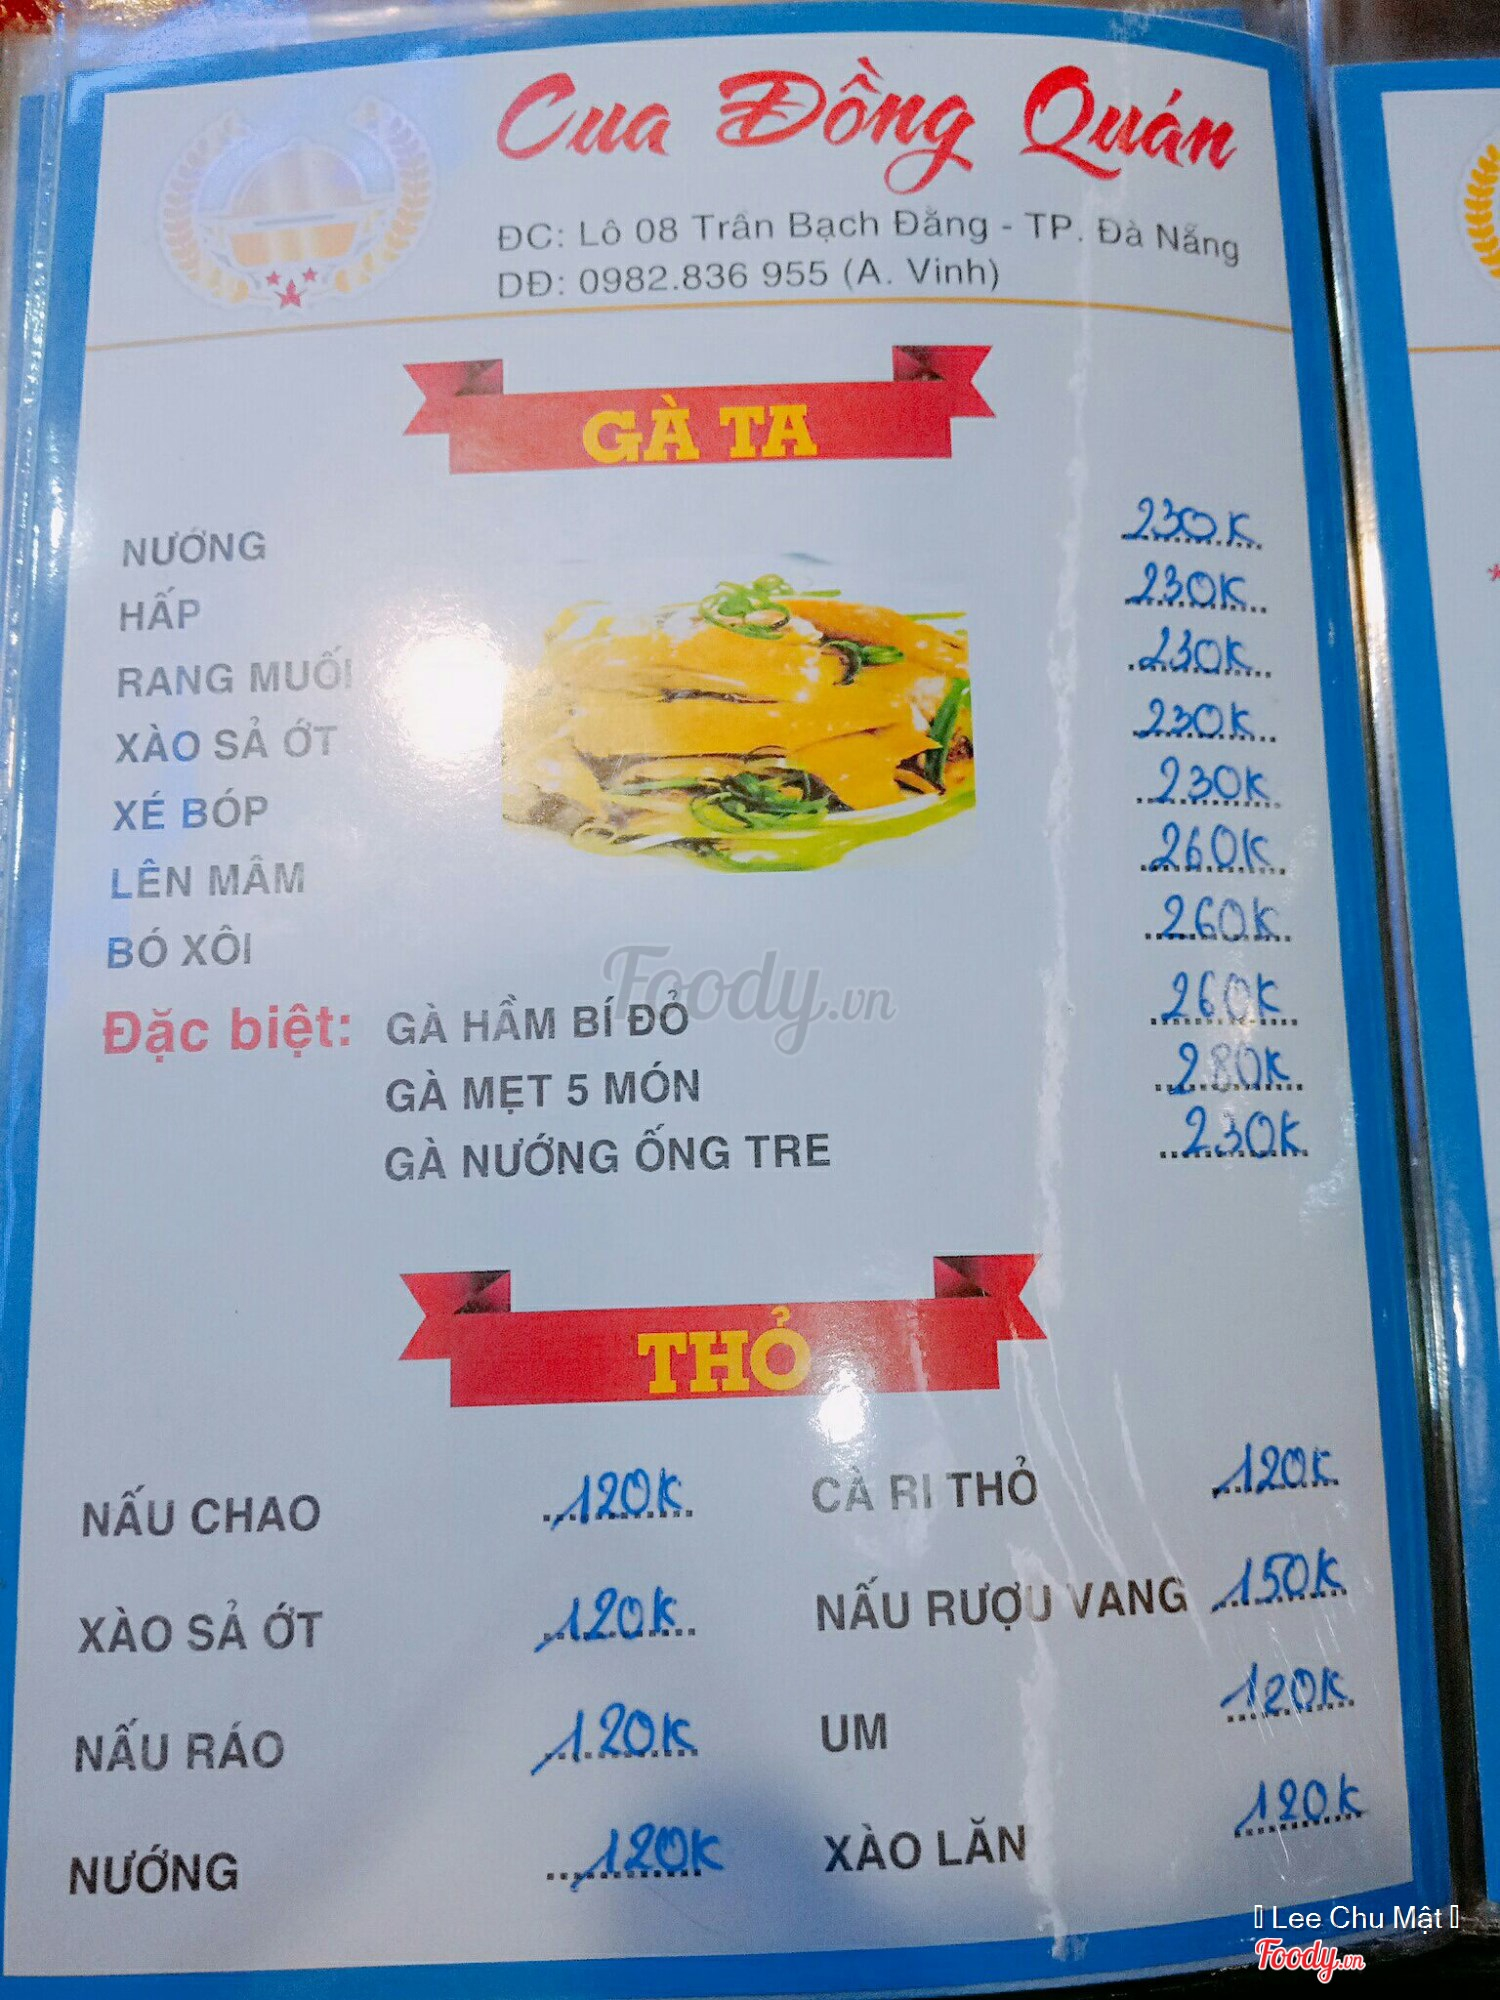 Cua Đồng Quán
ĐC: Lô 08 Trần Bạch Đằng - TP. Đà Nẵng
DĐ: 0982.836 955 (A. Vinh)
GÀ TA
NƯỚNG 230K
HẤP 230K
RANG MUỐI 230K
XÀO SẢ ỚT 230K
XÉ BÓP 230K
LÊN MÂM 260K
BÓ XÔI 260K
Đặc biệt: GÀ HẦM BÍ ĐỎ 260K
GÀ MẸT 5 MÓN 280K
GÀ NƯỚNG ỐNG TRE 230K
Foody.vn
THỎ
NẤU CHAO 120K CÀ RI THỎ 120K
XÀO SẢ ỚT 120K NẤU RƯỢU VANG 150K
NẤU RÁO 120K UM 120K
NƯỚNG 120K XÀO LĂN 120K
Lee Chu Mật
Foody.vn